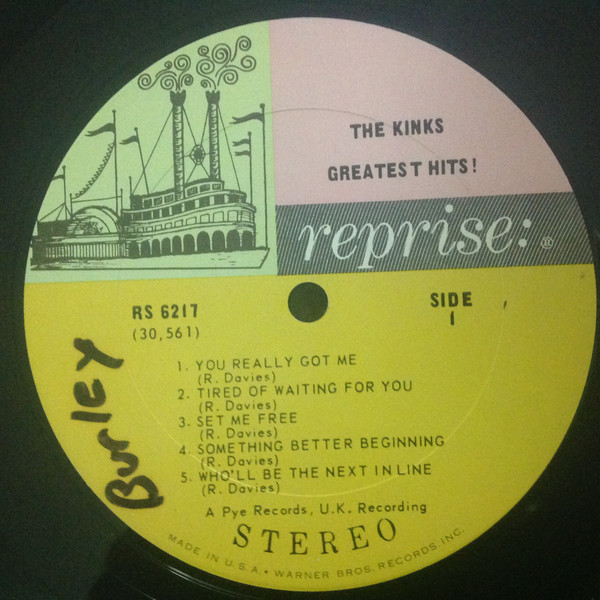 THE KINKS
GREATEST HITS!
reprise:®
RS 6217
(30,561)
SIDE
1
1. YOU REALLY GOT ME
(R. Davies)
2. TIRED OF WAITING FOR YOU
(R. Davies)
3. SET ME FREE
(R. Davies)
4. SOMETHING BETTER BEGINNING
(R. Davies)
5. WHO'LL BE THE NEXT IN LINE
(R. Davies)
A Pye Records, U.K. Recording
STEREO
MADE IN U.S.A. • WARNER BROS. RECORDS, INC.
Burley